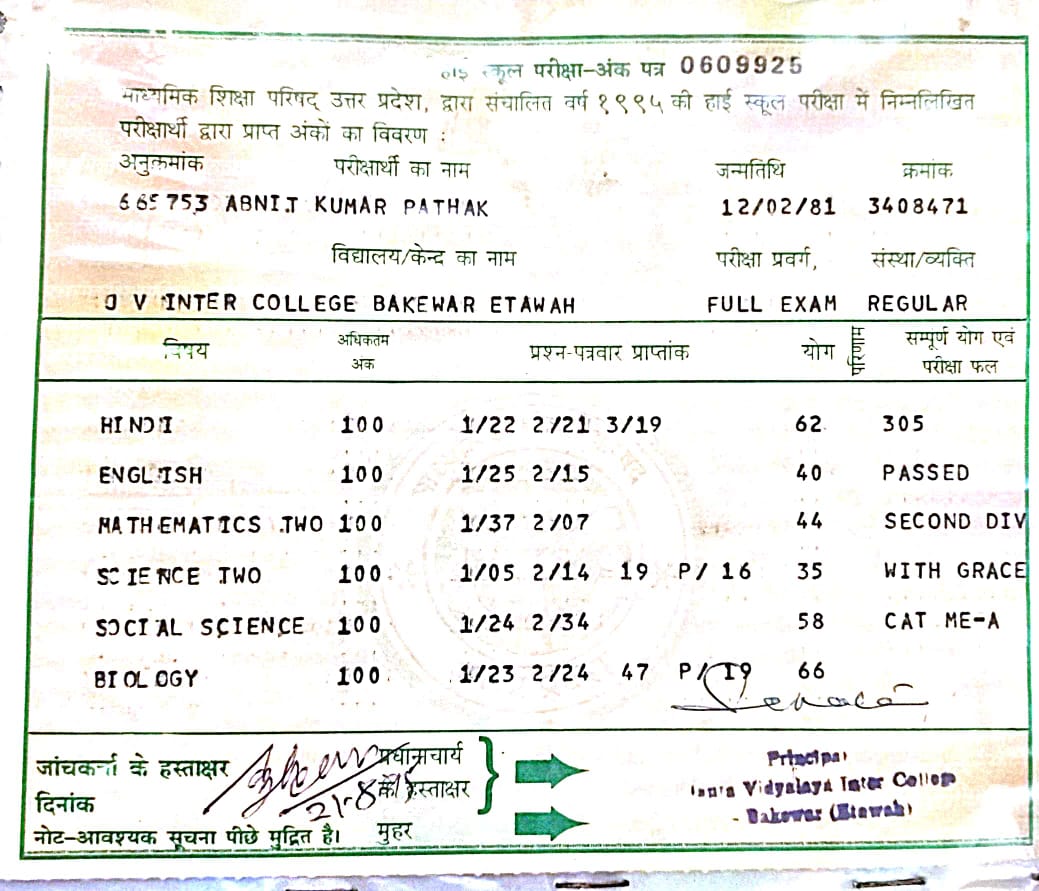 हाई स्कूल परीक्षा-अंक पत्र 0609925
माध्यमिक शिक्षा परिषद् उत्तर प्रदेश, द्वारा संचालित वर्ष १९९५ की हाई स्कूल परीक्षा में निम्नलिखित
परीक्षार्थी द्वारा प्राप्त अंकों का विवरण :
अनुक्रमांक परीक्षार्थी का नाम जन्मतिथि क्रमांक
665753 ABNIT KUMAR PATHAK 12/02/81 3408471
विद्यालय/केन्द्र का नाम परीक्षा प्रवर्ग, संस्था/व्यक्ति
J V INTER COLLEGE BAKEWAR ETAWAH FULL EXAM REGULAR
विषय अधिकतम अंक प्रश्न-पत्रवार प्राप्तांक योग परिणाम सम्पूर्ण योग एवं परीक्षा फल
HINDI 100 1/22 2/21 3/19 62 305
ENGLISH 100 1/25 2/15 40 PASSED
MATHEMATICS TWO 100 1/37 2/07 44 SECOND DIV
SCIENCE TWO 100 1/05 2/14 19 P/16 35 WITH GRACE
SOCIAL SCIENCE 100 1/24 2/34 58 CAT ME-A
BIOLOGY 100 1/23 2/24 47 P/19 66
जांचकर्ता के हस्ताक्षर प्रधानाचार्य
के हस्ताक्षर
दिनांक 21-8
नोट-आवश्यक सूचना पीछे मुद्रित है। मुहर
Principal
Vidyalaya Inter College
Bakewar (Etawah)